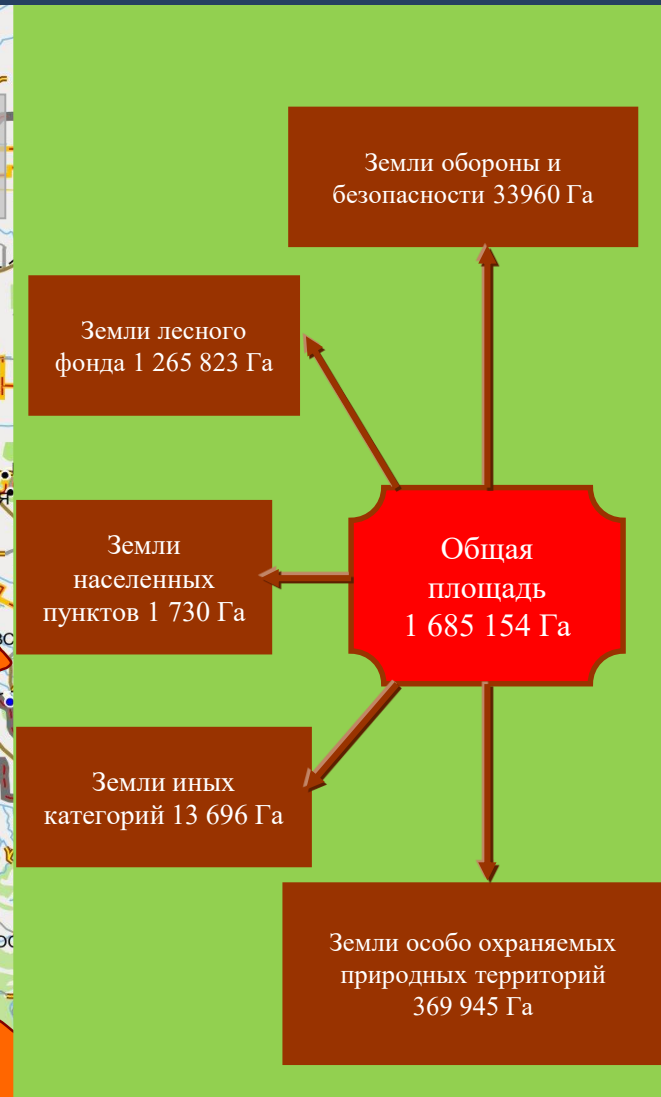 Земли обороны и
безопасности 33960 Га
Земли лесного
фонда 1 265 823 Га
Земли
населенных
пунктов 1 730 Га
Общая
площадь
1 685 154 Га
Земли иных
категорий 13 696 Га
Земли особо охраняемых
природных территорий
369 945 Га